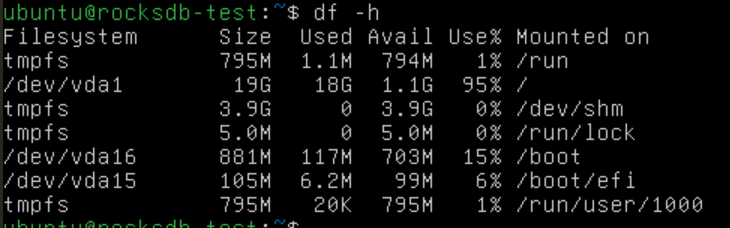 ubuntu@rocksdb-test:~$ df -h
Filesystem      Size  Used Avail Use% Mounted on
tmpfs           795M  1.1M  794M   1% /run
/dev/vda1        19G   18G  1.1G  95% /
tmpfs           3.9G     0  3.9G   0% /dev/shm
tmpfs           5.0M     0  5.0M   0% /run/lock
/dev/vda16      881M  117M  703M  15% /boot
/dev/vda15      105M  6.2M   99M   6% /boot/efi
tmpfs           795M   20K  795M   1% /run/user/1000
ubuntu@rocksdb-test:~$